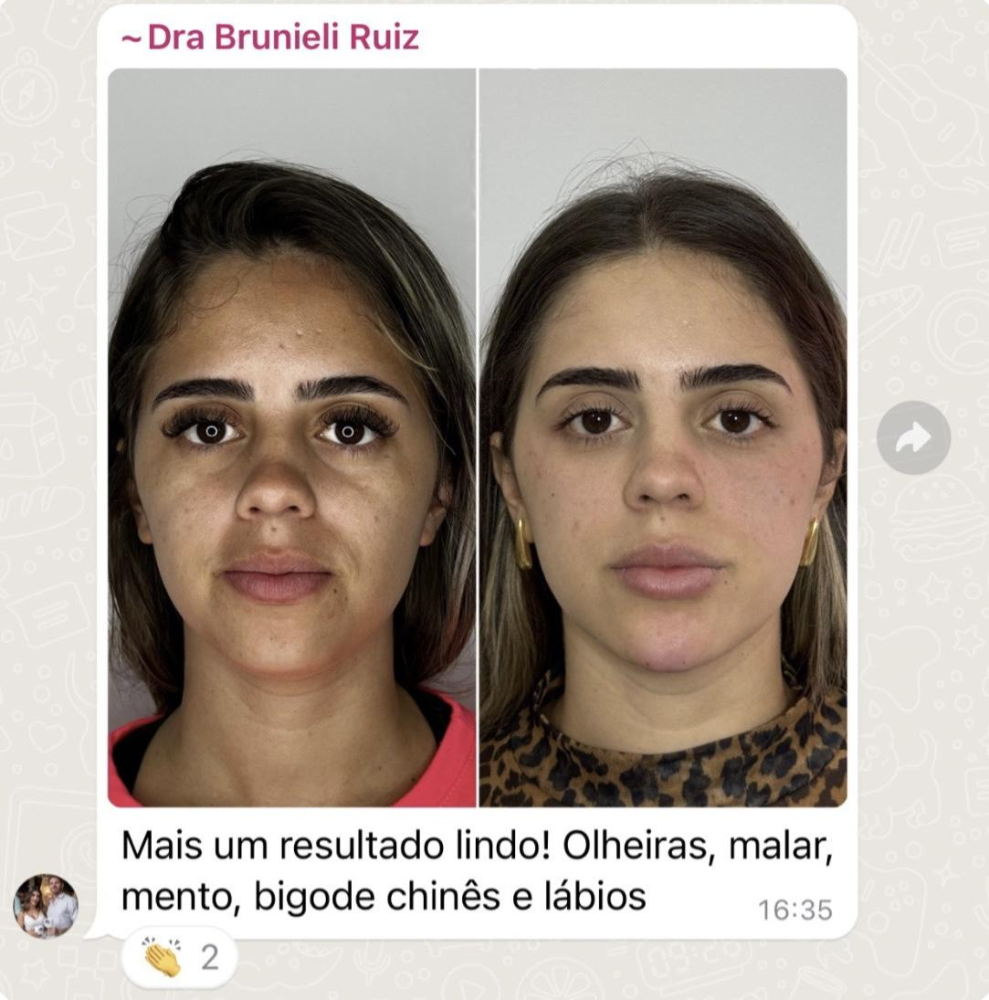 ~Dra Brunieli Ruiz
Mais um resultado lindo! Olheiras, malar,
mento, bigode chinês e lábios
16:35
👏 2